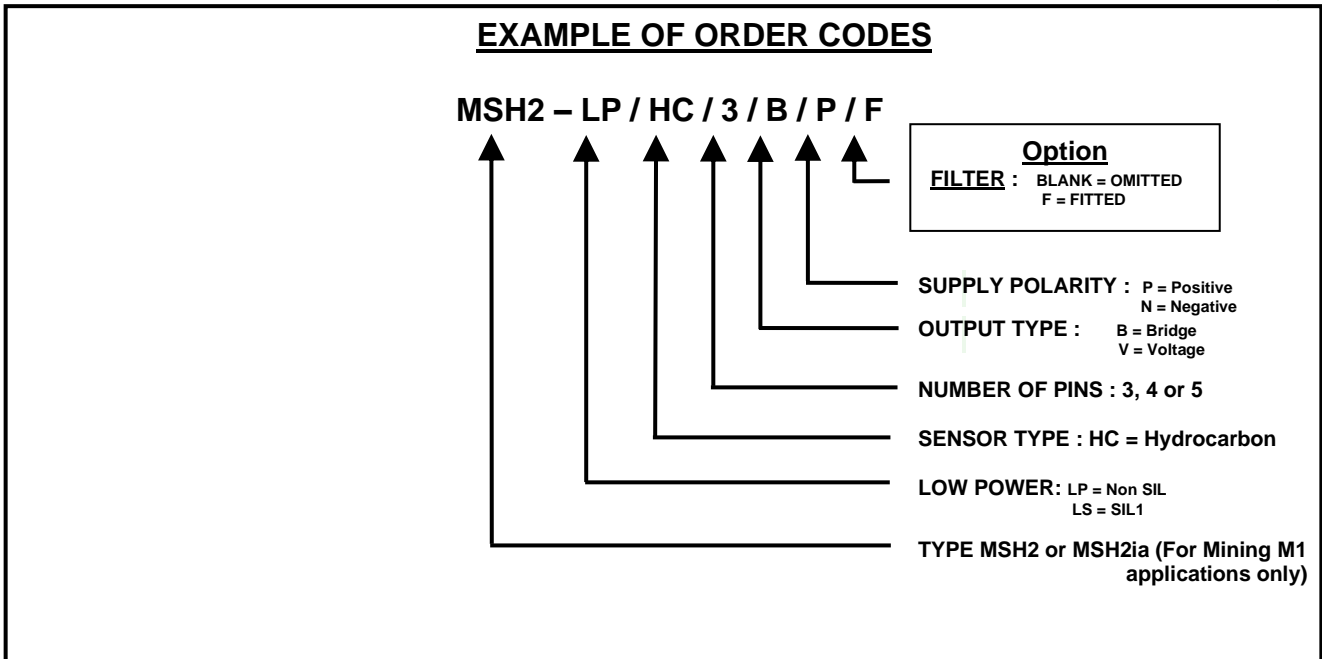 EXAMPLE OF ORDER CODES
MSH2 – LP / HC / 3 / B / P / F
Option
FILTER : BLANK = OMITTED
F = FITTED
SUPPLY POLARITY : P = Positive
N = Negative
OUTPUT TYPE : B = Bridge
V = Voltage
NUMBER OF PINS : 3, 4 or 5
SENSOR TYPE : HC = Hydrocarbon
LOW POWER: LP = Non SIL
LS = SIL1
TYPE MSH2 or MSH2ia (For Mining M1
applications only)